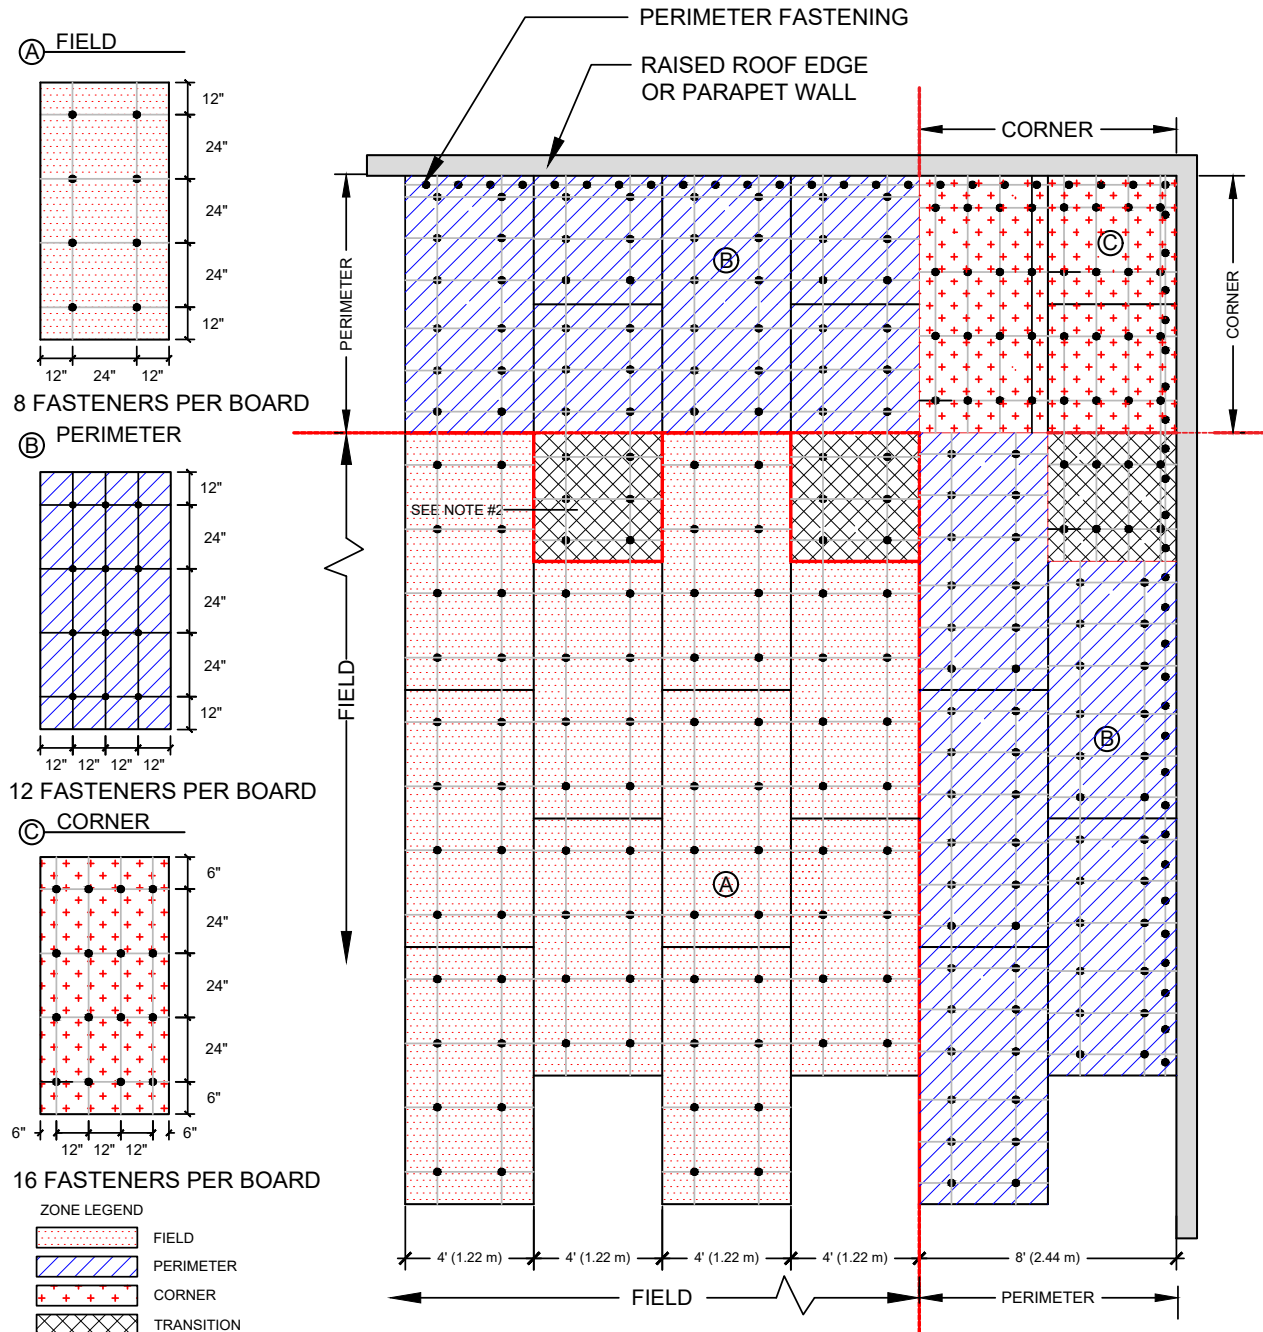 PERIMETER FASTENING
RAISED ROOF EDGE
OR PARAPET WALL
A FIELD
12"
24"
24"
24"
12"
12" 24" 12"
8 FASTENERS PER BOARD
B PERIMETER
12"
24"
24"
24"
12"
12" 12" 12" 12"
12 FASTENERS PER BOARD
C CORNER
6"
24"
24"
24"
6"
6" 12" 12" 12" 6"
16 FASTENERS PER BOARD
ZONE LEGEND
FIELD
PERIMETER
CORNER
TRANSITION
CORNER
PERIMETER
CORNER
B
C
SEE NOTE #2
FIELD
B
A
4' (1.22 m) 4' (1.22 m) 4' (1.22 m) 4' (1.22 m) 8' (2.44 m)
FIELD
PERIMETER